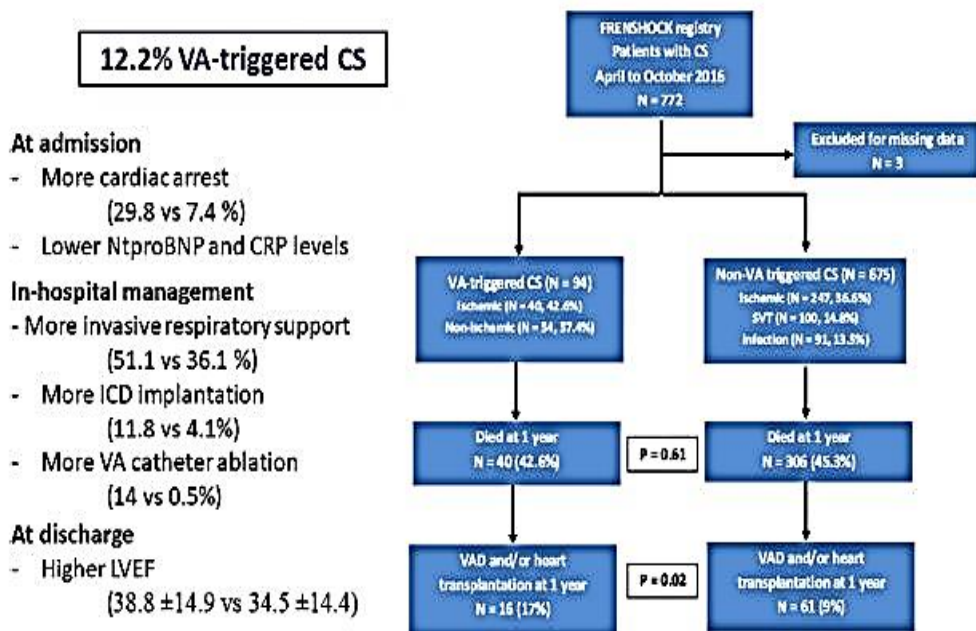 12.2% VA-triggered CS
At admission
- More cardiac arrest
(29.8 vs 7.4 %)
- Lower NtproBNP and CRP levels
In-hospital management
- More invasive respiratory support
(51.1 vs 36.1 %)
- More ICD implantation
(11.8 vs 4.1%)
- More VA catheter ablation
(14 vs 0.5%)
At discharge
- Higher LVEF
(38.8 ±14.9 vs 34.5 ±14.4)
FRENSHOCK registry
Patients with CS
April to October 2016
N = 772
Excluded for missing data
N = 3
VA-triggered CS (N = 94)
Ischemic (N = 40, 42.6%)
Non-ischemic (N = 54, 57.4%)
Non-VA triggered CS (N = 675)
Ischemic (N = 247, 36.6%)
SVT (N = 100, 14.8%)
Infection (N = 91, 13.5%)
Died at 1 year
N = 40 (42.6%)
P = 0.61
Died at 1 year
N = 306 (45.3%)
VAD and/or heart
transplantation at 1 year
N = 16 (17%)
P = 0.02
VAD and/or heart
transplantation at 1 year
N = 61 (9%)